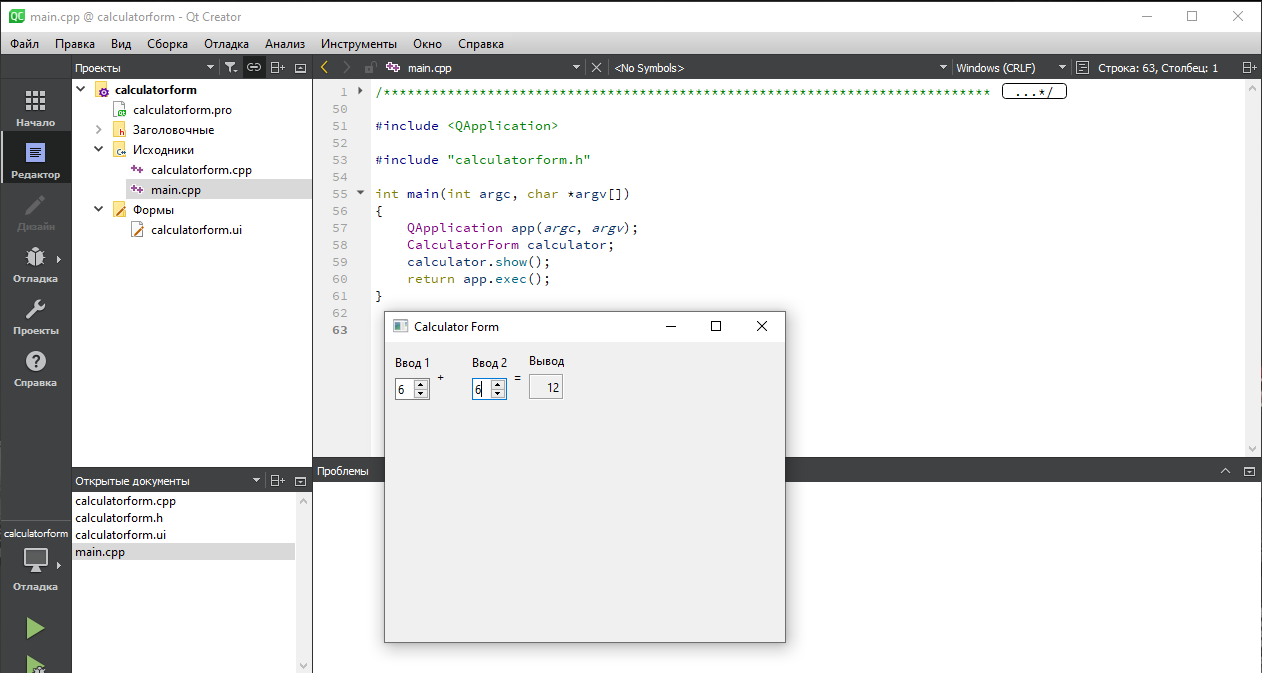 main.cpp @ calculatorform - Qt Creator
Файл Правка Вид Сборка Отладка Анализ Инструменты Окно Справка
Проекты
main.cpp
<No Symbols>
Windows (CRLF)
Строка: 63, Столбец: 1
Начало
Редактор
Дизайн
Отладка
Проекты
Справка
calculatorform
Отладка
calculatorform
calculatorform.pro
Заголовочные
Исходники
calculatorform.cpp
main.cpp
Формы
calculatorform.ui
Открытые документы
calculatorform.cpp
calculatorform.h
calculatorform.ui
main.cpp
1 /**************************************************************************** ...*/
50
51 #include <QApplication>
52
53 #include "calculatorform.h"
54
55 int main(int argc, char *argv[])
56 {
57 QApplication app(argc, argv);
58 CalculatorForm calculator;
59 calculator.show();
60 return app.exec();
61 }
62
63
Проблемы
Calculator Form
Ввод 1 Ввод 2 Вывод
6 + 6 = 12